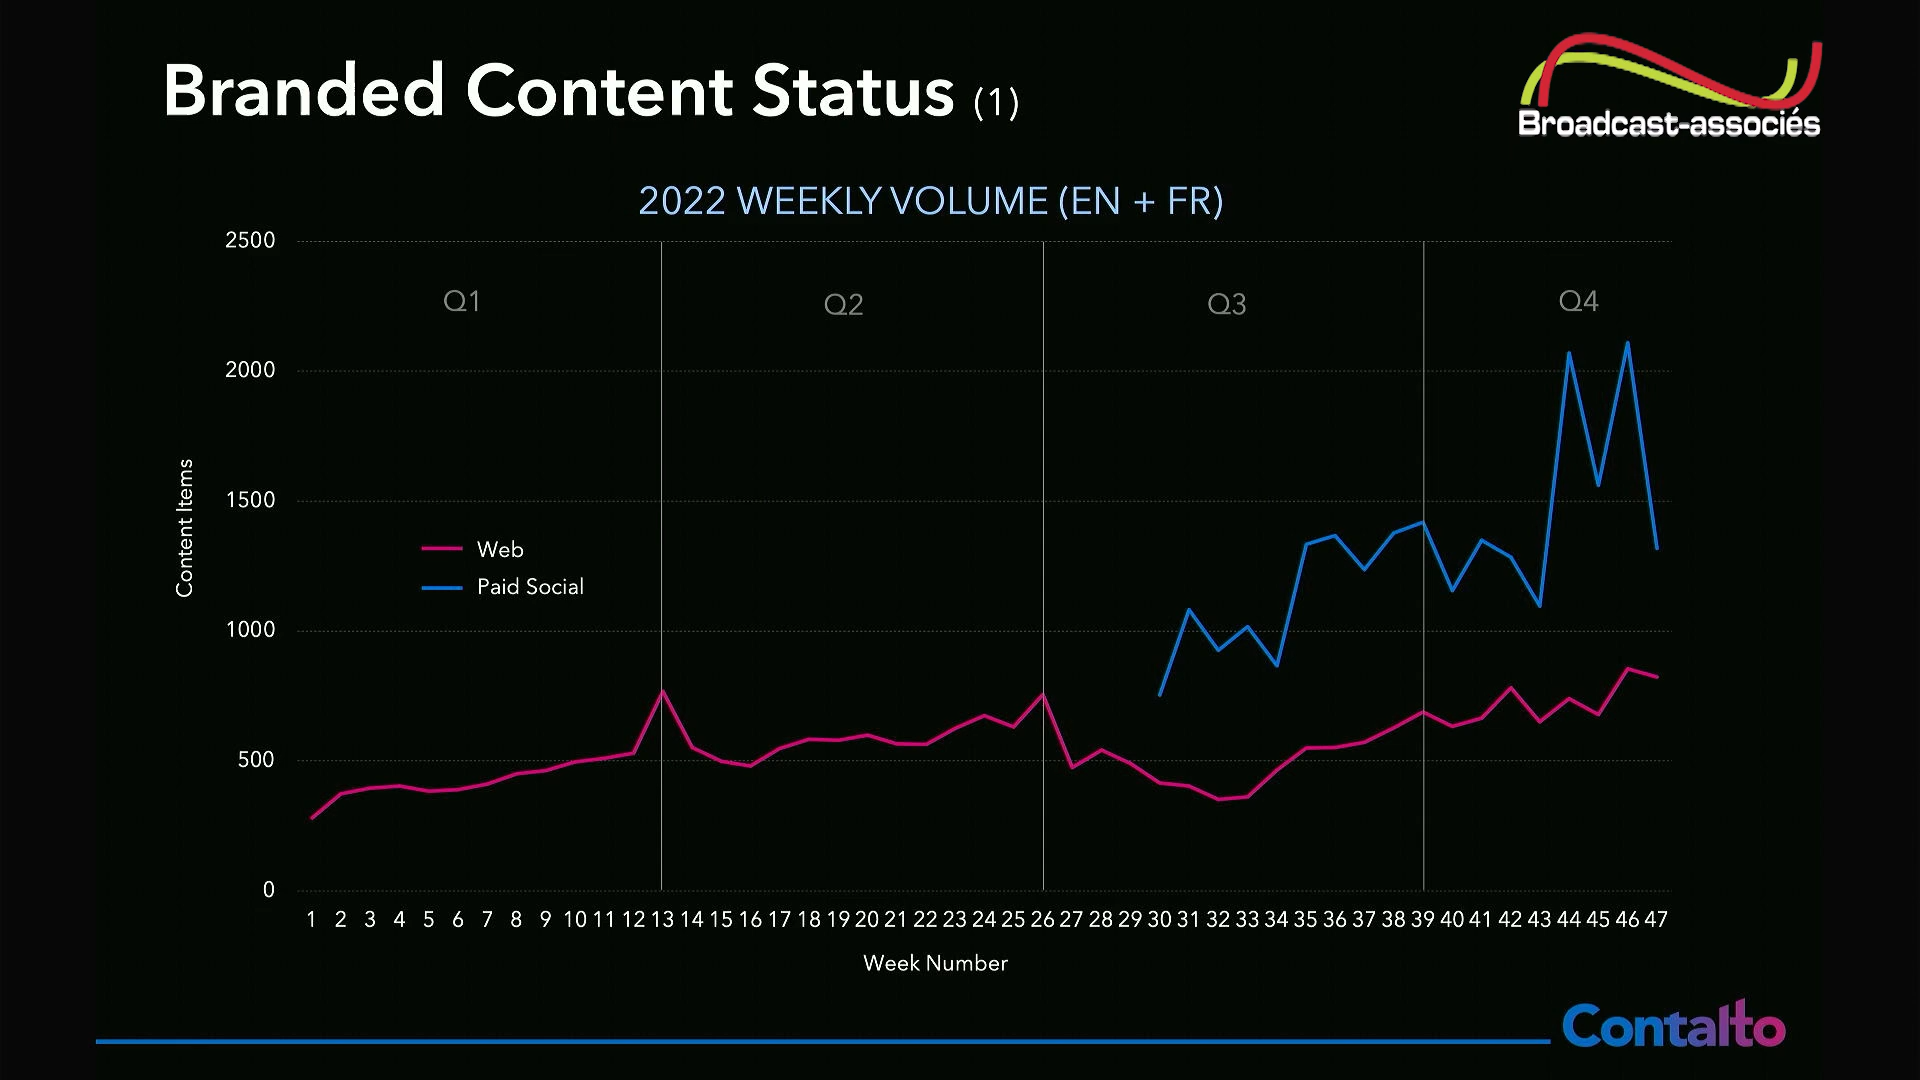 Branded Content Status (1)
Broadcast-associés
2022 WEEKLY VOLUME (EN + FR)
2500
Q1
Q2
Q3
Q4
2000
1500
Content Items
Web
Paid Social
1000
500
0
1 2 3 4 5 6 7 8 9 10 11 12 13 14 15 16 17 18 19 20 21 22 23 24 25 26 27 28 29 30 31 32 33 34 35 36 37 38 39 40 41 42 43 44 45 46 47
Week Number
Contalto